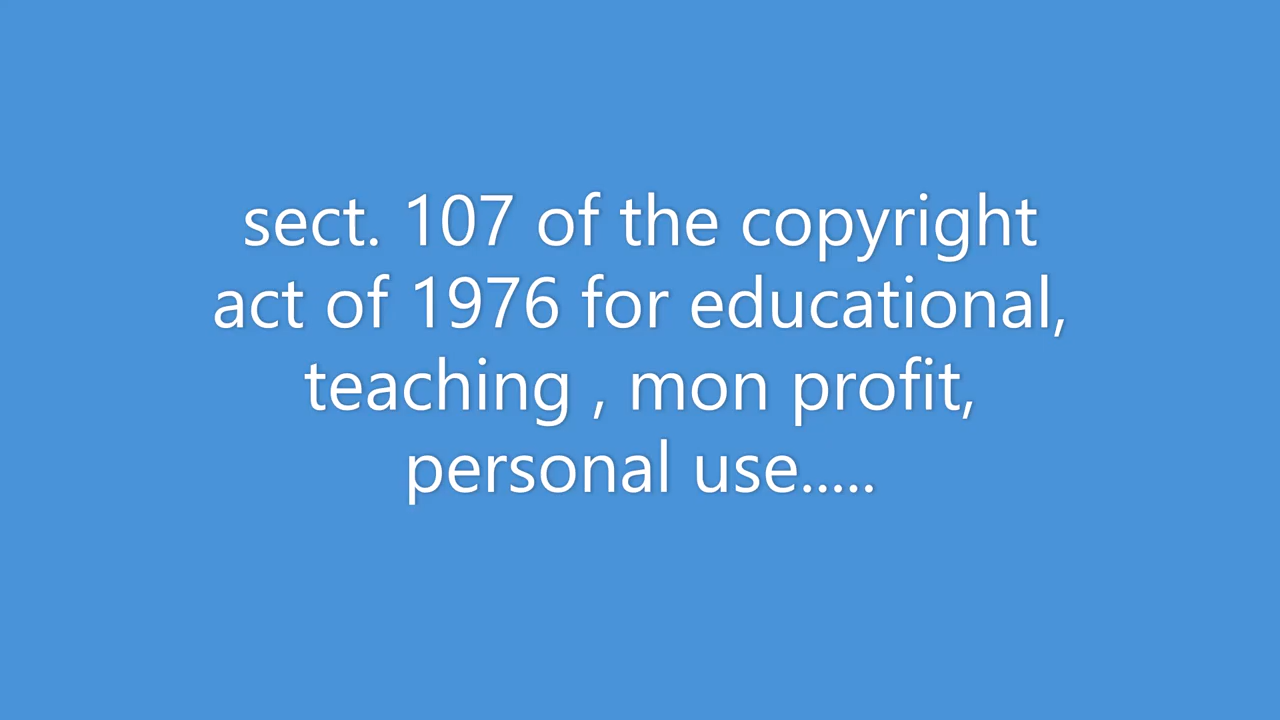 sect. 107 of the copyright
act of 1976 for educational,
teaching , mon profit,
personal use.....